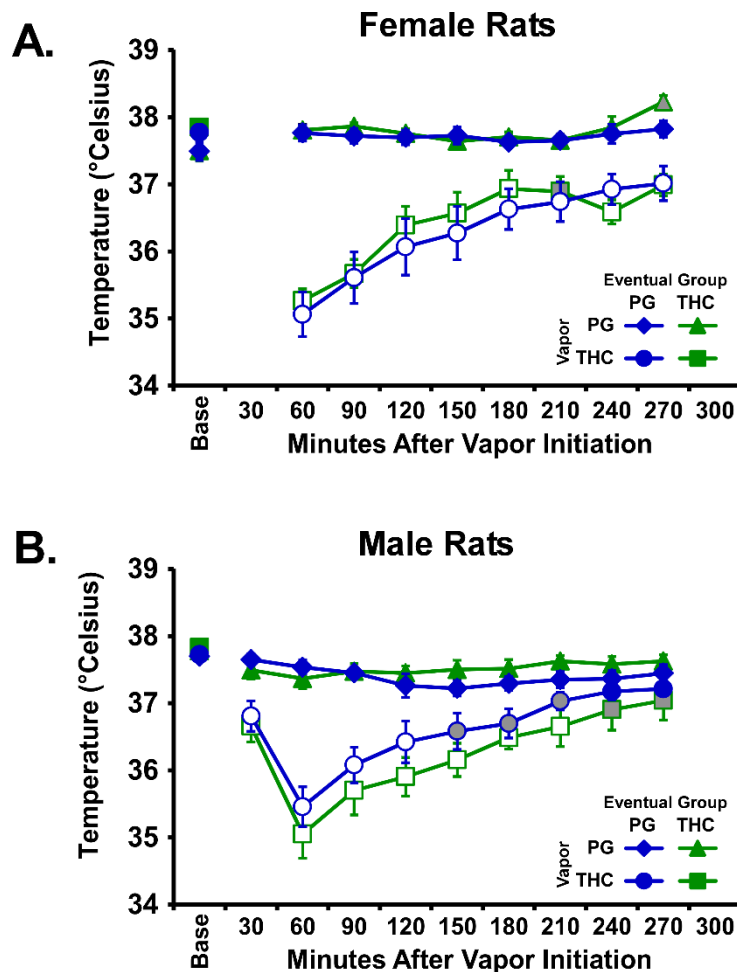 A.
Female Rats
Temperature (°Celsius)
39
38
37
36
35
34
Eventual Group
PG THC
Vapor
PG
THC
Base 30 60 90 120 150 180 210 240 270 300
Minutes After Vapor Initiation
B.
Male Rats
Temperature (°Celsius)
39
38
37
36
35
34
Eventual Group
PG THC
Vapor
PG
THC
Base 30 60 90 120 150 180 210 240 270 300
Minutes After Vapor Initiation